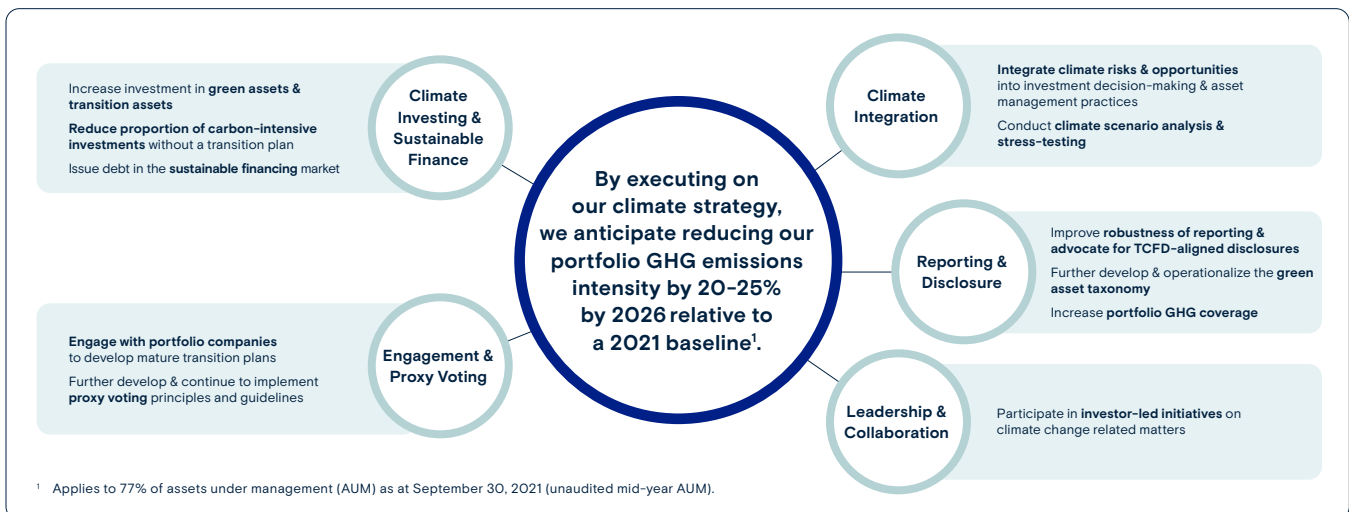 Climate
Investing &
Sustainable
Finance
Increase investment in green assets &
transition assets
Reduce proportion of carbon-intensive
investments without a transition plan
Issue debt in the sustainable financing market
Engagement &
Proxy Voting
Engage with portfolio companies
to develop mature transition plans
Further develop & continue to implement
proxy voting principles and guidelines
By executing on
our climate strategy,
we anticipate reducing our
portfolio GHG emissions
intensity by 20-25%
by 2026 relative to
a 2021 baseline¹.
Climate
Integration
Integrate climate risks & opportunities
into investment decision-making & asset
management practices
Conduct climate scenario analysis &
stress-testing
Reporting &
Disclosure
Improve robustness of reporting &
advocate for TCFD-aligned disclosures
Further develop & operationalize the green
asset taxonomy
Increase portfolio GHG coverage
Leadership &
Collaboration
Participate in investor-led initiatives on
climate change related matters
¹ Applies to 77% of assets under management (AUM) as at September 30, 2021 (unaudited mid-year AUM).